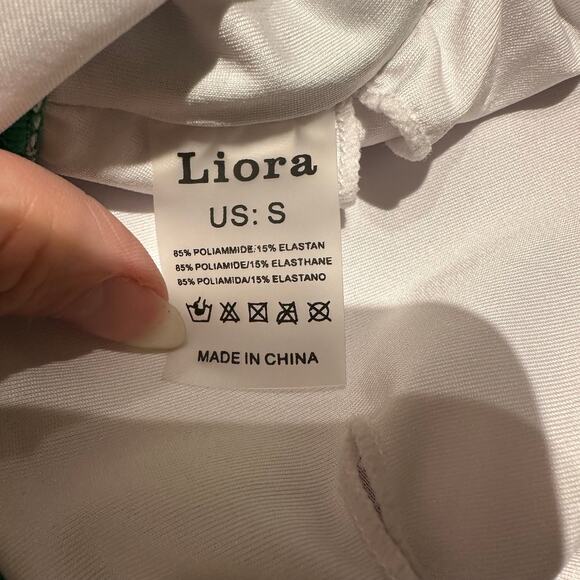 Liora
US: S
85% POLIAMMIDE/15% ELASTAN
85% POLIAMIDE/15% ELASTHANE
85% POLIAMIDA/15% ELASTANO
MADE IN CHINA